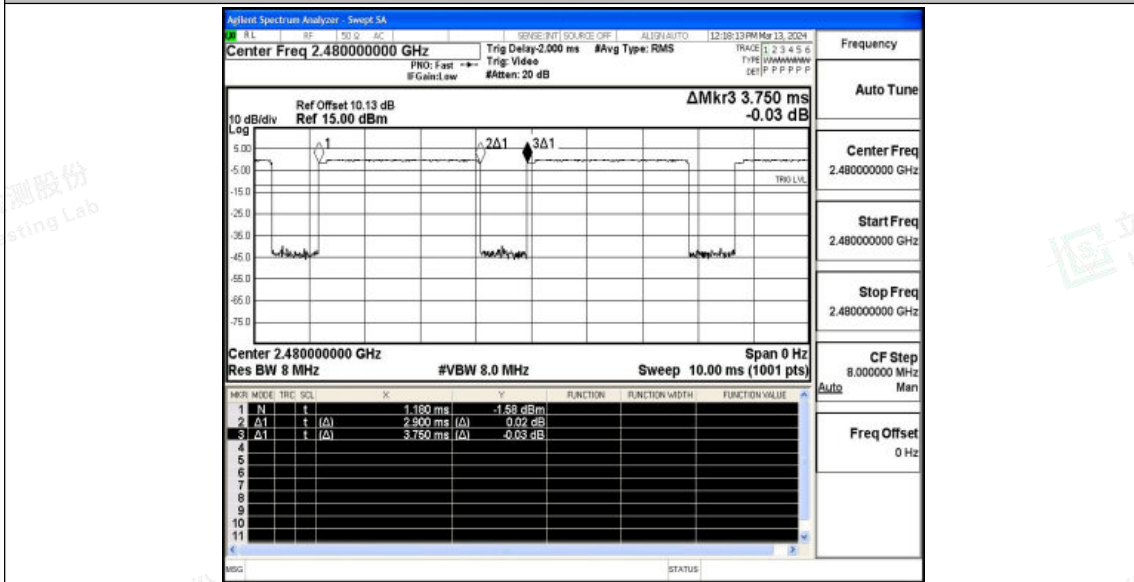 Agilent Spectrum Analyzer - Swept SA
RL RF 50 Ω AC SENSE:INT SOURCE OFF ALIGNAUTO 12:18:13 PM Mar 13, 2024
Center Freq 2.480000000 GHz
PNO: Fast
IFGain:Low
Trig Delay-2.000 ms #Avg Type: RMS
Trig: Video
#Atten: 20 dB
TRACE 1 2 3 4 5 6
TYPE
DET P P P P P P
Frequency
Auto Tune
Center Freq
2.480000000 GHz
Start Freq
2.480000000 GHz
Stop Freq
2.480000000 GHz
CF Step
8.000000 MHz
Auto Man
Freq Offset
0 Hz
Ref Offset 10.13 dB
10 dB/div Ref 15.00 dBm
Log
ΔMkr3 3.750 ms
-0.03 dB
1 2Δ1 3Δ1
TRIG LVL
5.00
-5.00
-15.0
-25.0
-35.0
-45.0
-55.0
-65.0
-75.0
Center 2.480000000 GHz Span 0 Hz
Res BW 8 MHz #VBW 8.0 MHz Sweep 10.00 ms (1001 pts)
MKR MODE TRC SCL X Y FUNCTION FUNCTION WIDTH FUNCTION VALUE
1 N t 1.180 ms -1.58 dBm
2 Δ1 t (Δ) 2.900 ms (Δ) 0.02 dB
3 Δ1 t (Δ) 3.750 ms (Δ) -0.03 dB
4
5
6
7
8
9
10
11
MSG STATUS
测股份
sting Lab
立